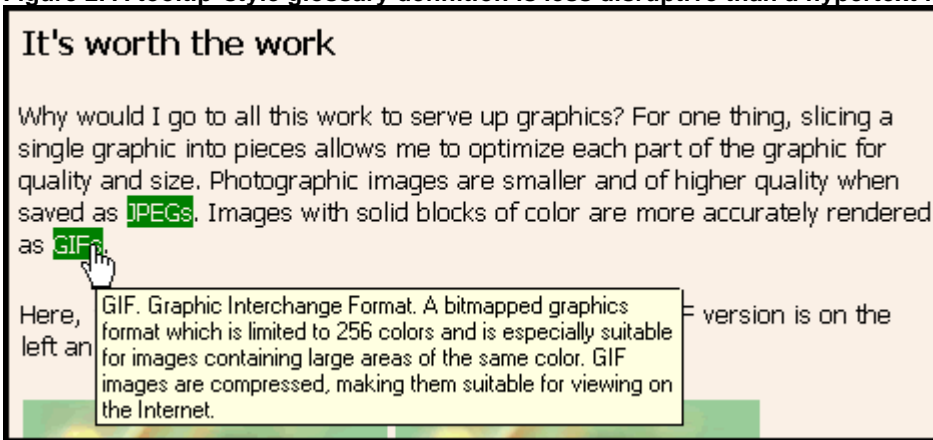 It's worth the work
Why would I go to all this work to serve up graphics? For one thing, slicing a
single graphic into pieces allows me to optimize each part of the graphic for
quality and size. Photographic images are smaller and of higher quality when
saved as JPEGs. Images with solid blocks of color are more accurately rendered
as GIFs.
GIF. Graphic Interchange Format. A bitmapped graphics
format which is limited to 256 colors and is especially suitable
for images containing large areas of the same color. GIF
images are compressed, making them suitable for viewing on
the Internet.
Here, version is on the
left an